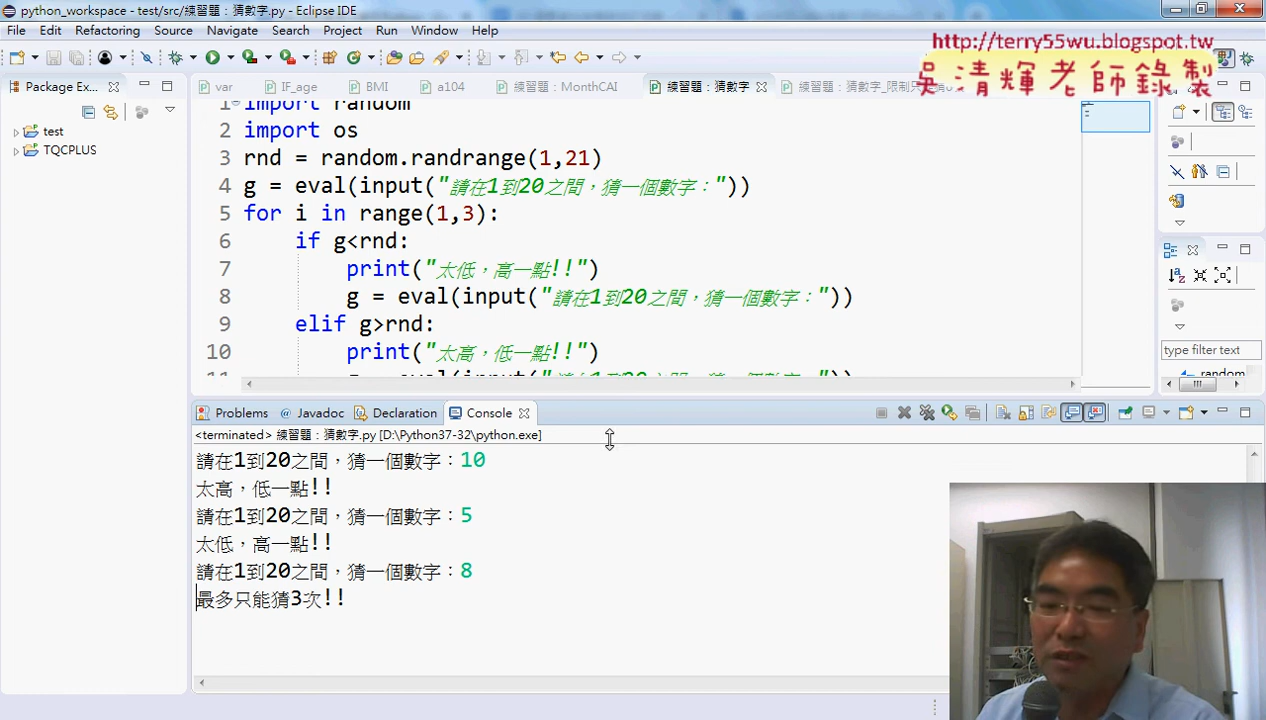 python_workspace - test/src/練習題：猜數字.py - Eclipse IDE
File Edit Refactoring Source Navigate Search Project Run Window Help
http://terry55wu.blogspot.tw
吳清輝老師錄製
Package Ex...
var IF_age BMI a104 練習題：MonthCAI 練習題：猜數字
test
TQCPLUS
1 import random
2 import os
3 rnd = random.randrange(1,21)
4 g = eval(input("請在1到20之間，猜一個數字："))
5 for i in range(1,3):
6 if g<rnd:
7 print("太低，高一點!!")
8 g = eval(input("請在1到20之間，猜一個數字："))
9 elif g>rnd:
10 print("太高，低一點!!")
type filter text
random
Problems Javadoc Declaration Console
<terminated> 練習題：猜數字.py [D:\Python37-32\python.exe]
請在1到20之間，猜一個數字：10
太高，低一點!!
請在1到20之間，猜一個數字：5
太低，高一點!!
請在1到20之間，猜一個數字：8
最多只能猜3次!!